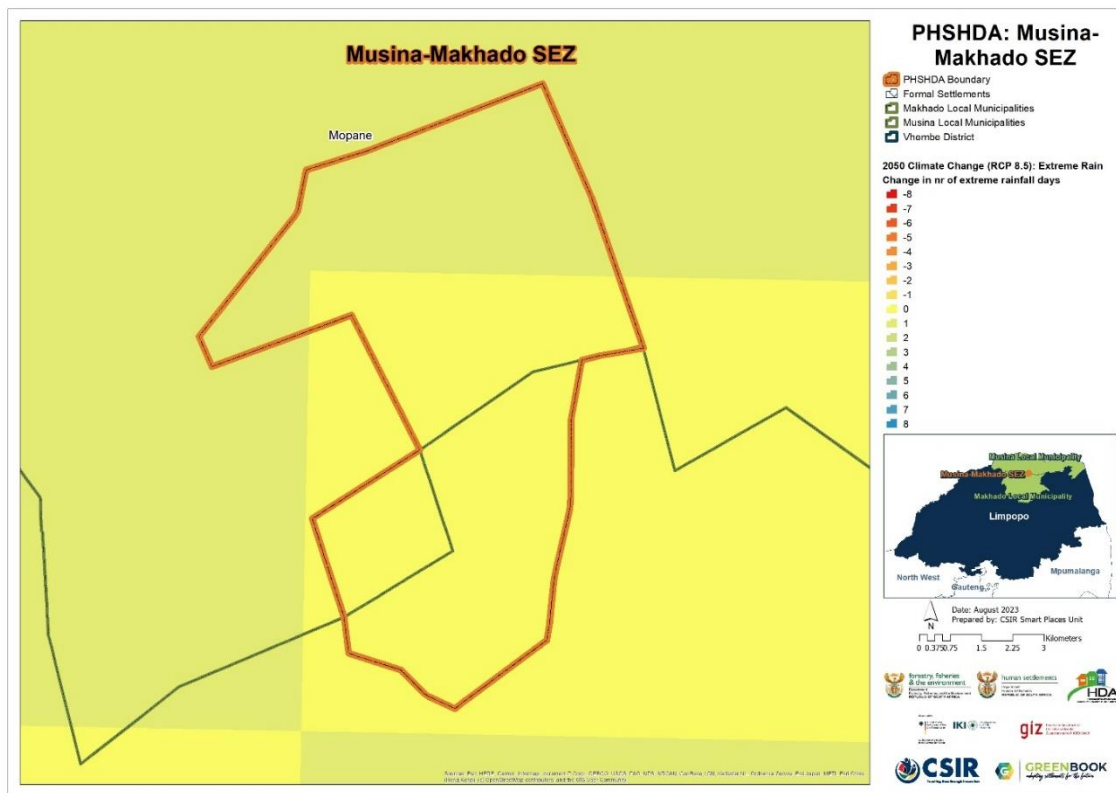 Musina-Makhado SEZ
Mopane
PHSHDA: Musina-
Makhado SEZ
PHSHDA Boundary
Formal Settlements
Makhado Local Municipalities
Musina Local Municipalities
Vhembe District
2050 Climate Change (RCP 8.5): Extreme Rain
Change in nr of extreme rainfall days
-8
-7
-6
-5
-4
-3
-2
-1
0
1
2
3
4
5
6
7
8
Musina Local Municipality
Musina-Makhado SEZ
Makhado Local Municipality
Limpopo
North West
Gauteng
Mpumalanga
N
Date: August 2023
Prepared by: CSIR Smart Places Unit
Kilometers
0 0.375 0.75 1.5 2.25 3
forestry, fisheries
& the environment
human settlements
HDA
IKI
giz
CSIR
GREENBOOK